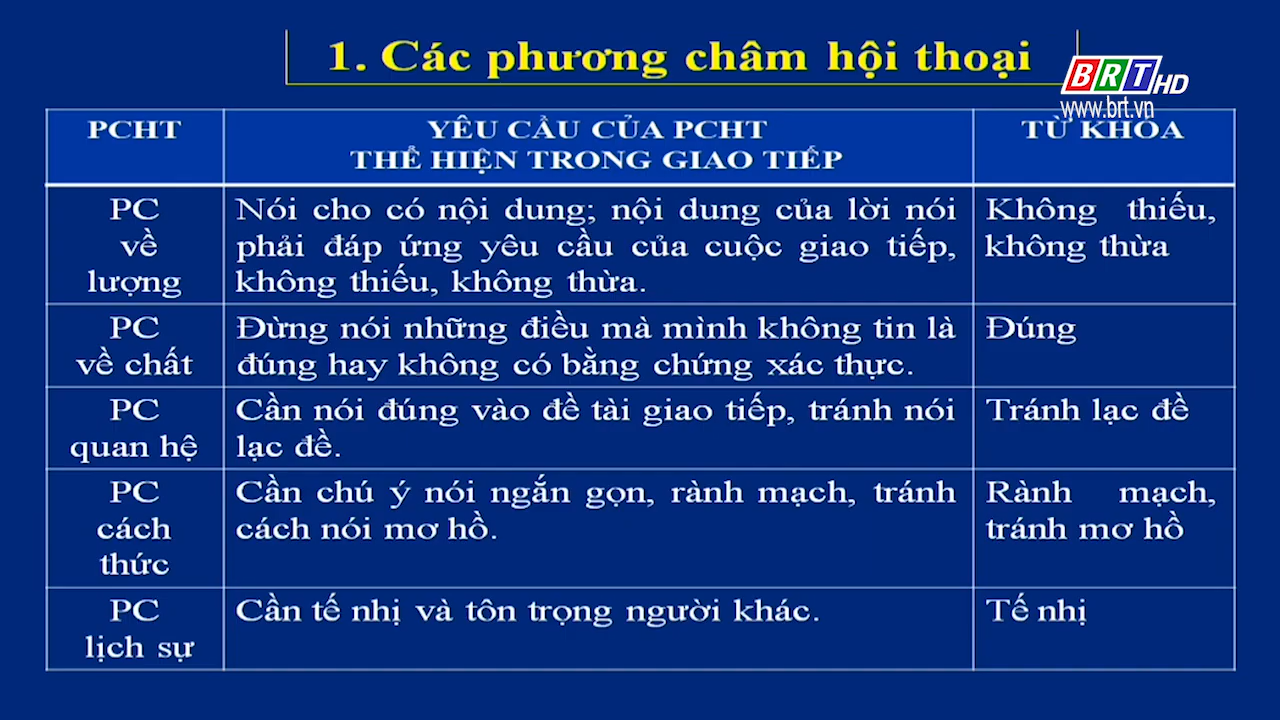 1. Các phương châm hội thoại
BRT HD
www.brt.vn
PCHT
YÊU CẦU CỦA PCHT
THỂ HIỆN TRONG GIAO TIẾP
TỪ KHÓA
PC
về
lượng
Nói cho có nội dung; nội dung của lời nói
phải đáp ứng yêu cầu của cuộc giao tiếp,
không thiếu, không thừa.
Không thiếu,
không thừa
PC
về chất
Đừng nói những điều mà mình không tin là
đúng hay không có bằng chứng xác thực.
Đúng
PC
quan hệ
Cần nói đúng vào đề tài giao tiếp, tránh nói
lạc đề.
Tránh lạc đề
PC
cách
thức
Cần chú ý nói ngắn gọn, rành mạch, tránh
cách nói mơ hồ.
Rành mạch,
tránh mơ hồ
PC
lịch sự
Cần tế nhị và tôn trọng người khác.
Tế nhị